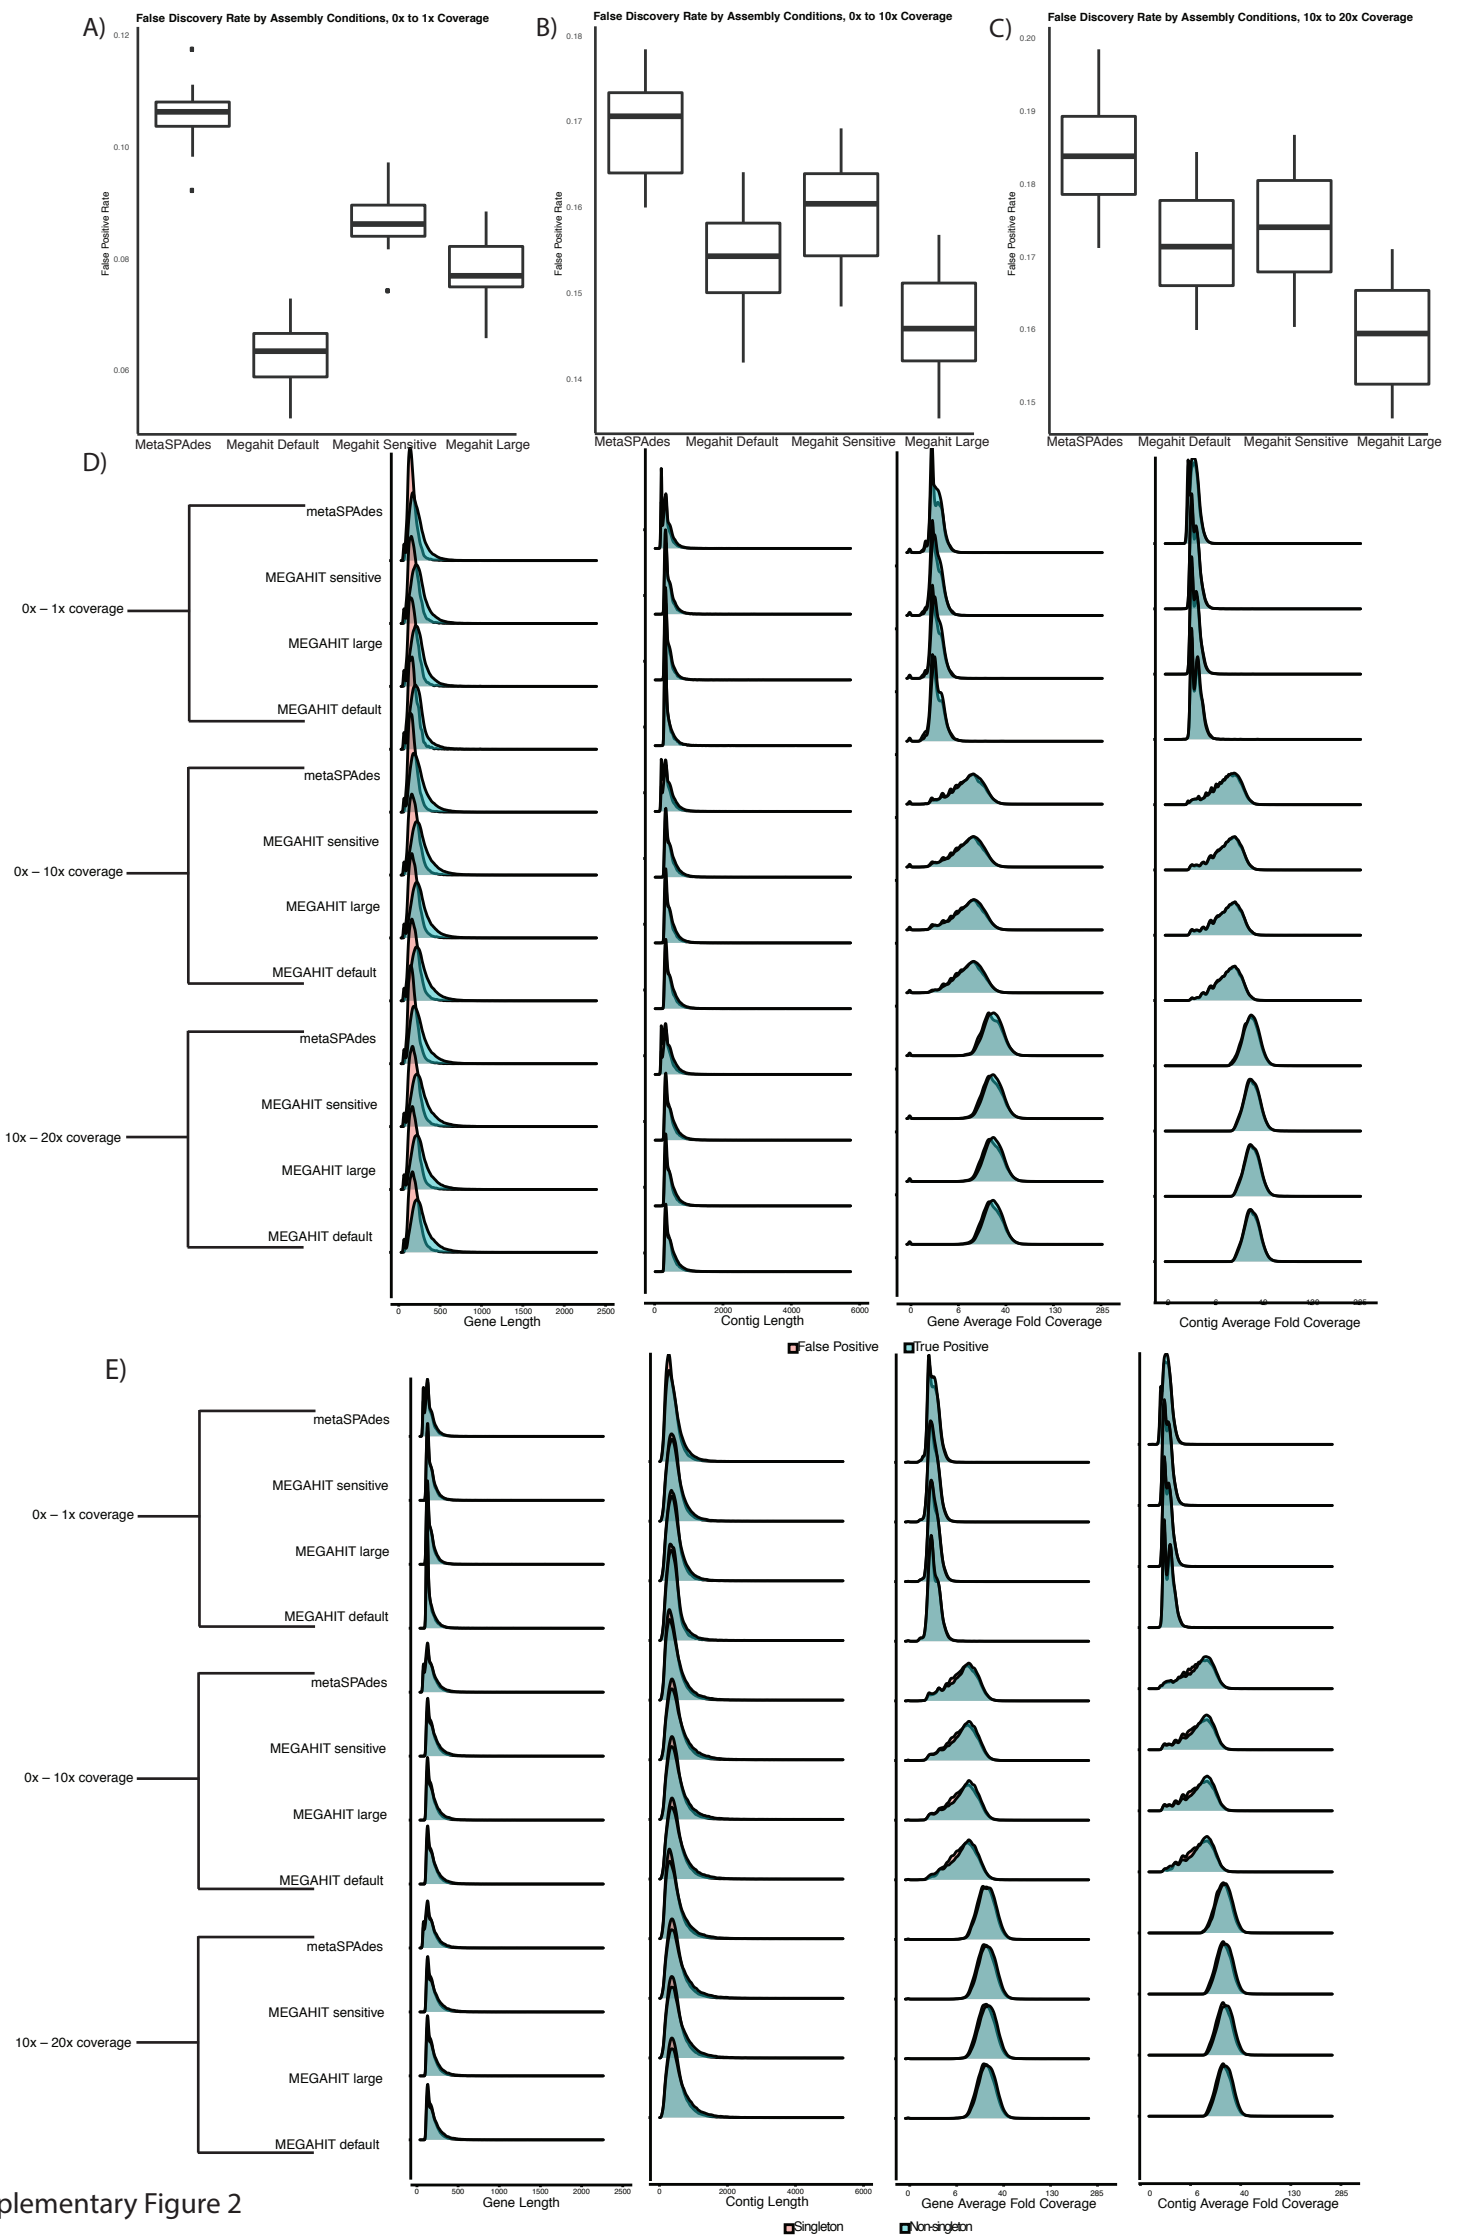 A)
False Discovery Rate by Assembly Conditions, 0x to 1x Coverage
0.12
0.10
0.08
0.06
False Positive Rate
MetaSPAdes Megahit Default Megahit Sensitive Megahit Large
B)
False Discovery Rate by Assembly Conditions, 0x to 10x Coverage
0.18
0.17
0.16
0.15
0.14
False Positive Rate
MetaSPAdes Megahit Default Megahit Sensitive Megahit Large
C)
False Discovery Rate by Assembly Conditions, 10x to 20x Coverage
0.20
0.19
0.18
0.17
0.16
0.15
False Positive Rate
MetaSPAdes Megahit Default Megahit Sensitive Megahit Large
D)
0x – 1x coverage
metaSPAdes
MEGAHIT sensitive
MEGAHIT large
MEGAHIT default
0x – 10x coverage
metaSPAdes
MEGAHIT sensitive
MEGAHIT large
MEGAHIT default
10x – 20x coverage
metaSPAdes
MEGAHIT sensitive
MEGAHIT large
MEGAHIT default
0 500 1000 1500 2000 2500
Gene Length
0 2000 4000 6000
Contig Length
0 6 40 130 285
Gene Average Fold Coverage
0 6 40 130 285
Contig Average Fold Coverage
False Positive True Positive
E)
0x – 1x coverage
metaSPAdes
MEGAHIT sensitive
MEGAHIT large
MEGAHIT default
0x – 10x coverage
metaSPAdes
MEGAHIT sensitive
MEGAHIT large
MEGAHIT default
10x – 20x coverage
metaSPAdes
MEGAHIT sensitive
MEGAHIT large
MEGAHIT default
0 500 1000 1500 2000 2500
Gene Length
0 2000 4000 6000
Contig Length
0 6 40 130 285
Gene Average Fold Coverage
0 6 40 130 285
Contig Average Fold Coverage
Singleton Non-singleton
plementary Figure 2